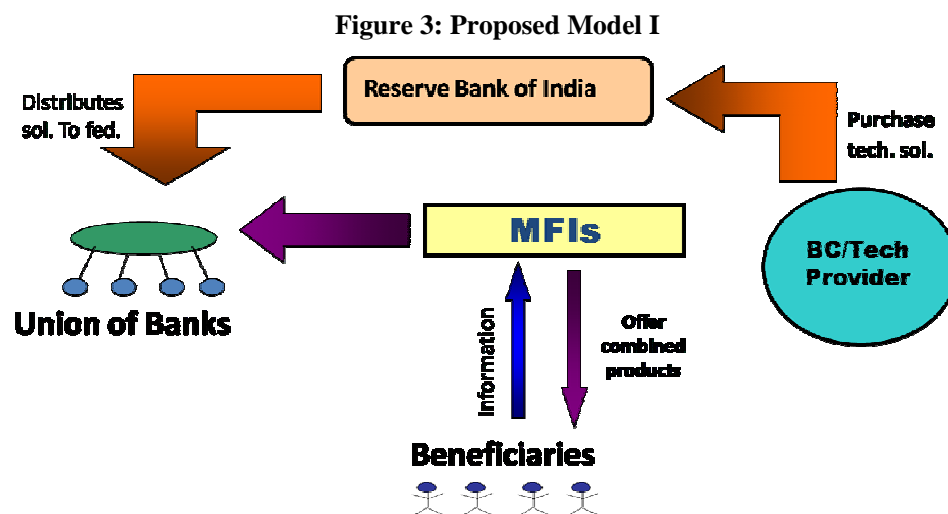 Figure 3: Proposed Model I
Reserve Bank of India
Distributes
sol. To fed.
Purchase
tech. sol.
MFIs
BC/Tech
Provider
Union of Banks
Information
Offer
combined
products
Beneficiaries